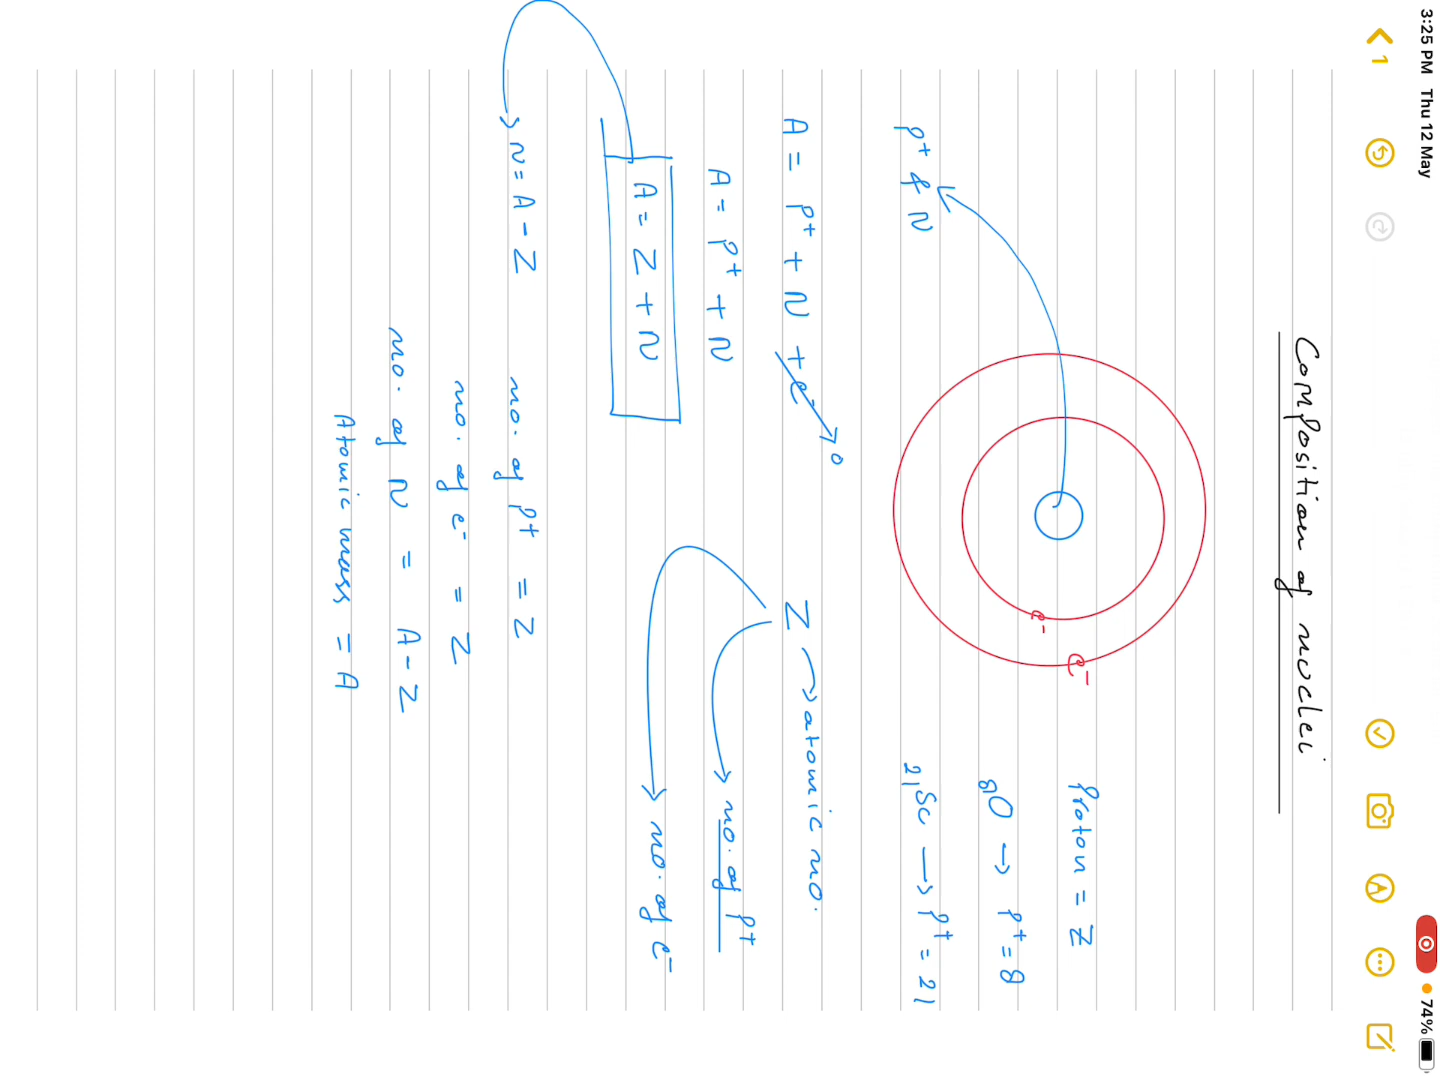 3:25 PM Thu 12 May
74%
1
Composition of nuclei
Proton = Z
e-
e-
₈O → p+ = 8
p+ & N
₂₁Sc → p+ = 21
A = p+ + N + e- → 0
Z → atomic no.
A = p+ + N
→ no. of p+
A = Z + N
→ no. of e-
→ N = A - Z
no. of p+ = Z
no. of e- = Z
no. of N = A - Z
Atomic mass = A